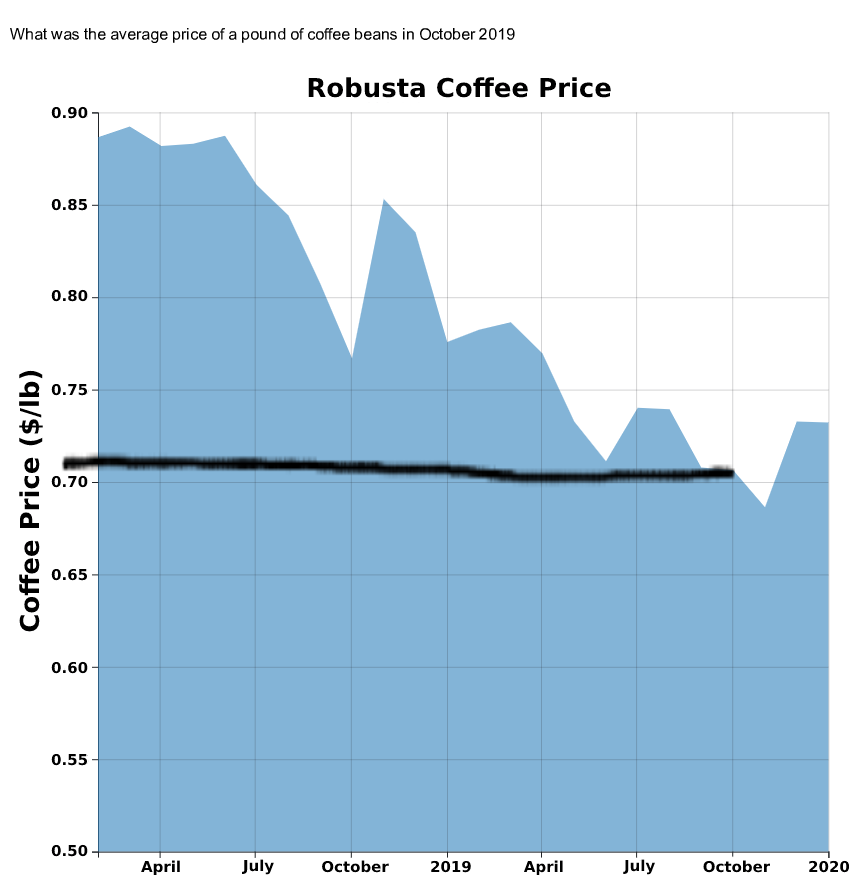 What was the average price of a pound of coffee beans in October 2019
Robusta Coffee Price
0.90
0.85
0.80
0.75
0.70
0.65
0.60
0.55
0.50
Coffee Price ($/lb)
April July October 2019 April July October 2020